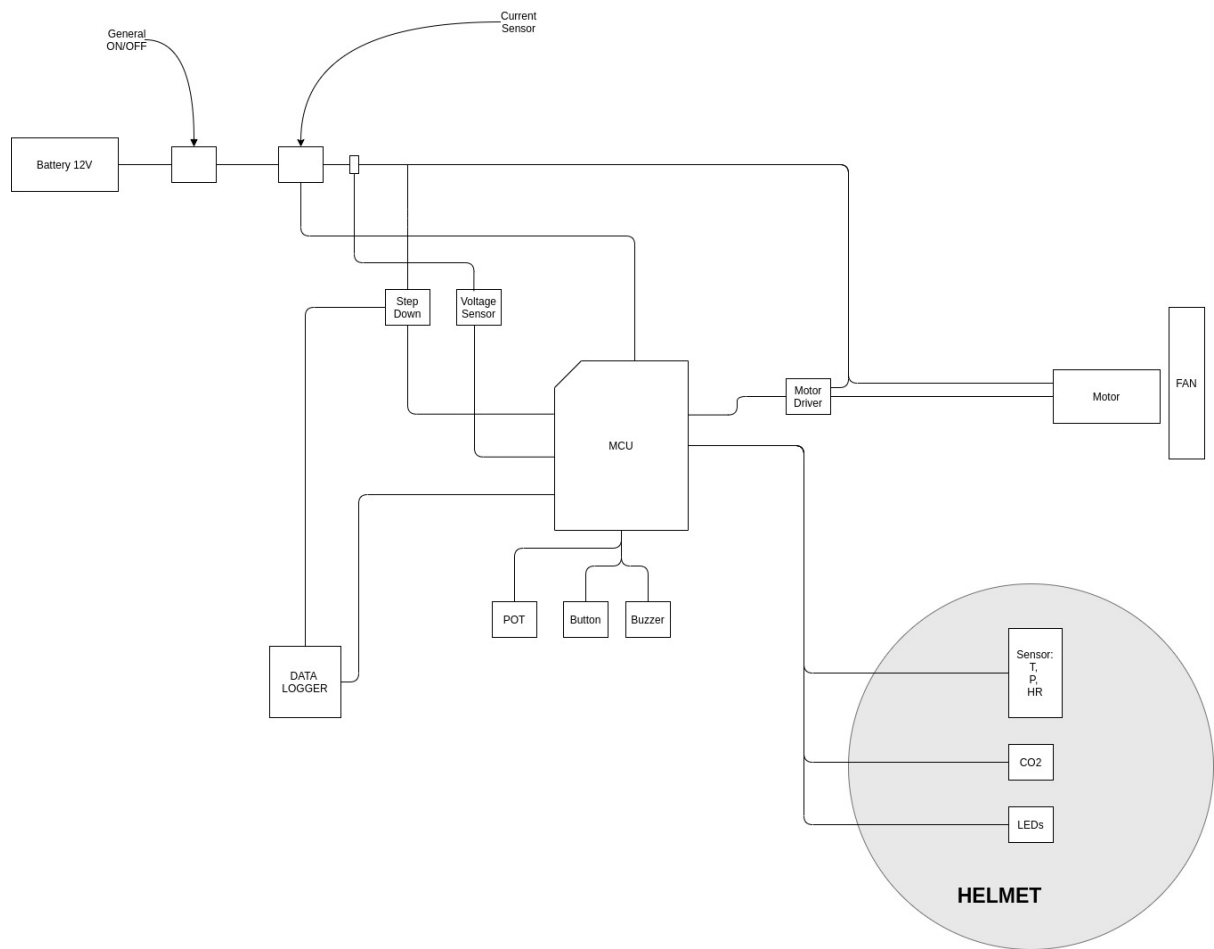 Current
Sensor
General
ON/OFF
Battery 12V
Step
Down
Voltage
Sensor
Motor
Driver
Motor
FAN
MCU
POT
Button
Buzzer
DATA
LOGGER
Sensor:
T,
P,
HR
CO2
LEDs
HELMET